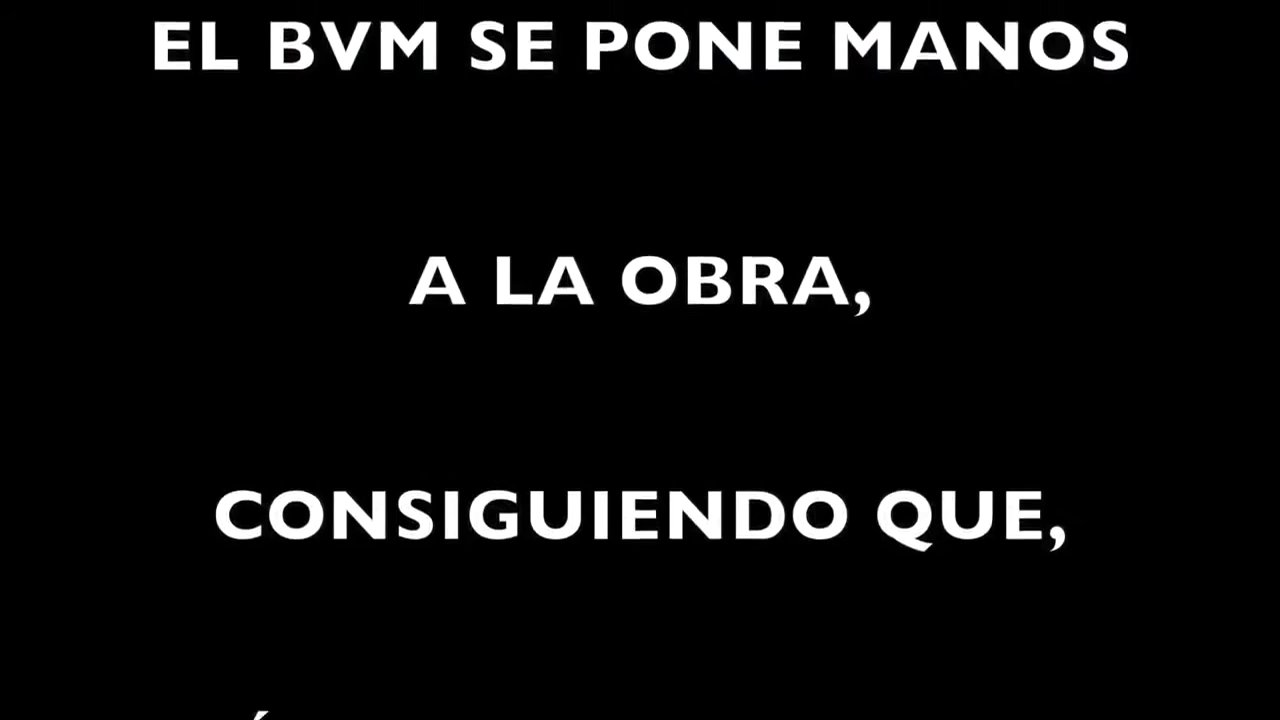 EL BVM SE PONE MANOS
A LA OBRA,
CONSIGUIENDO QUE,